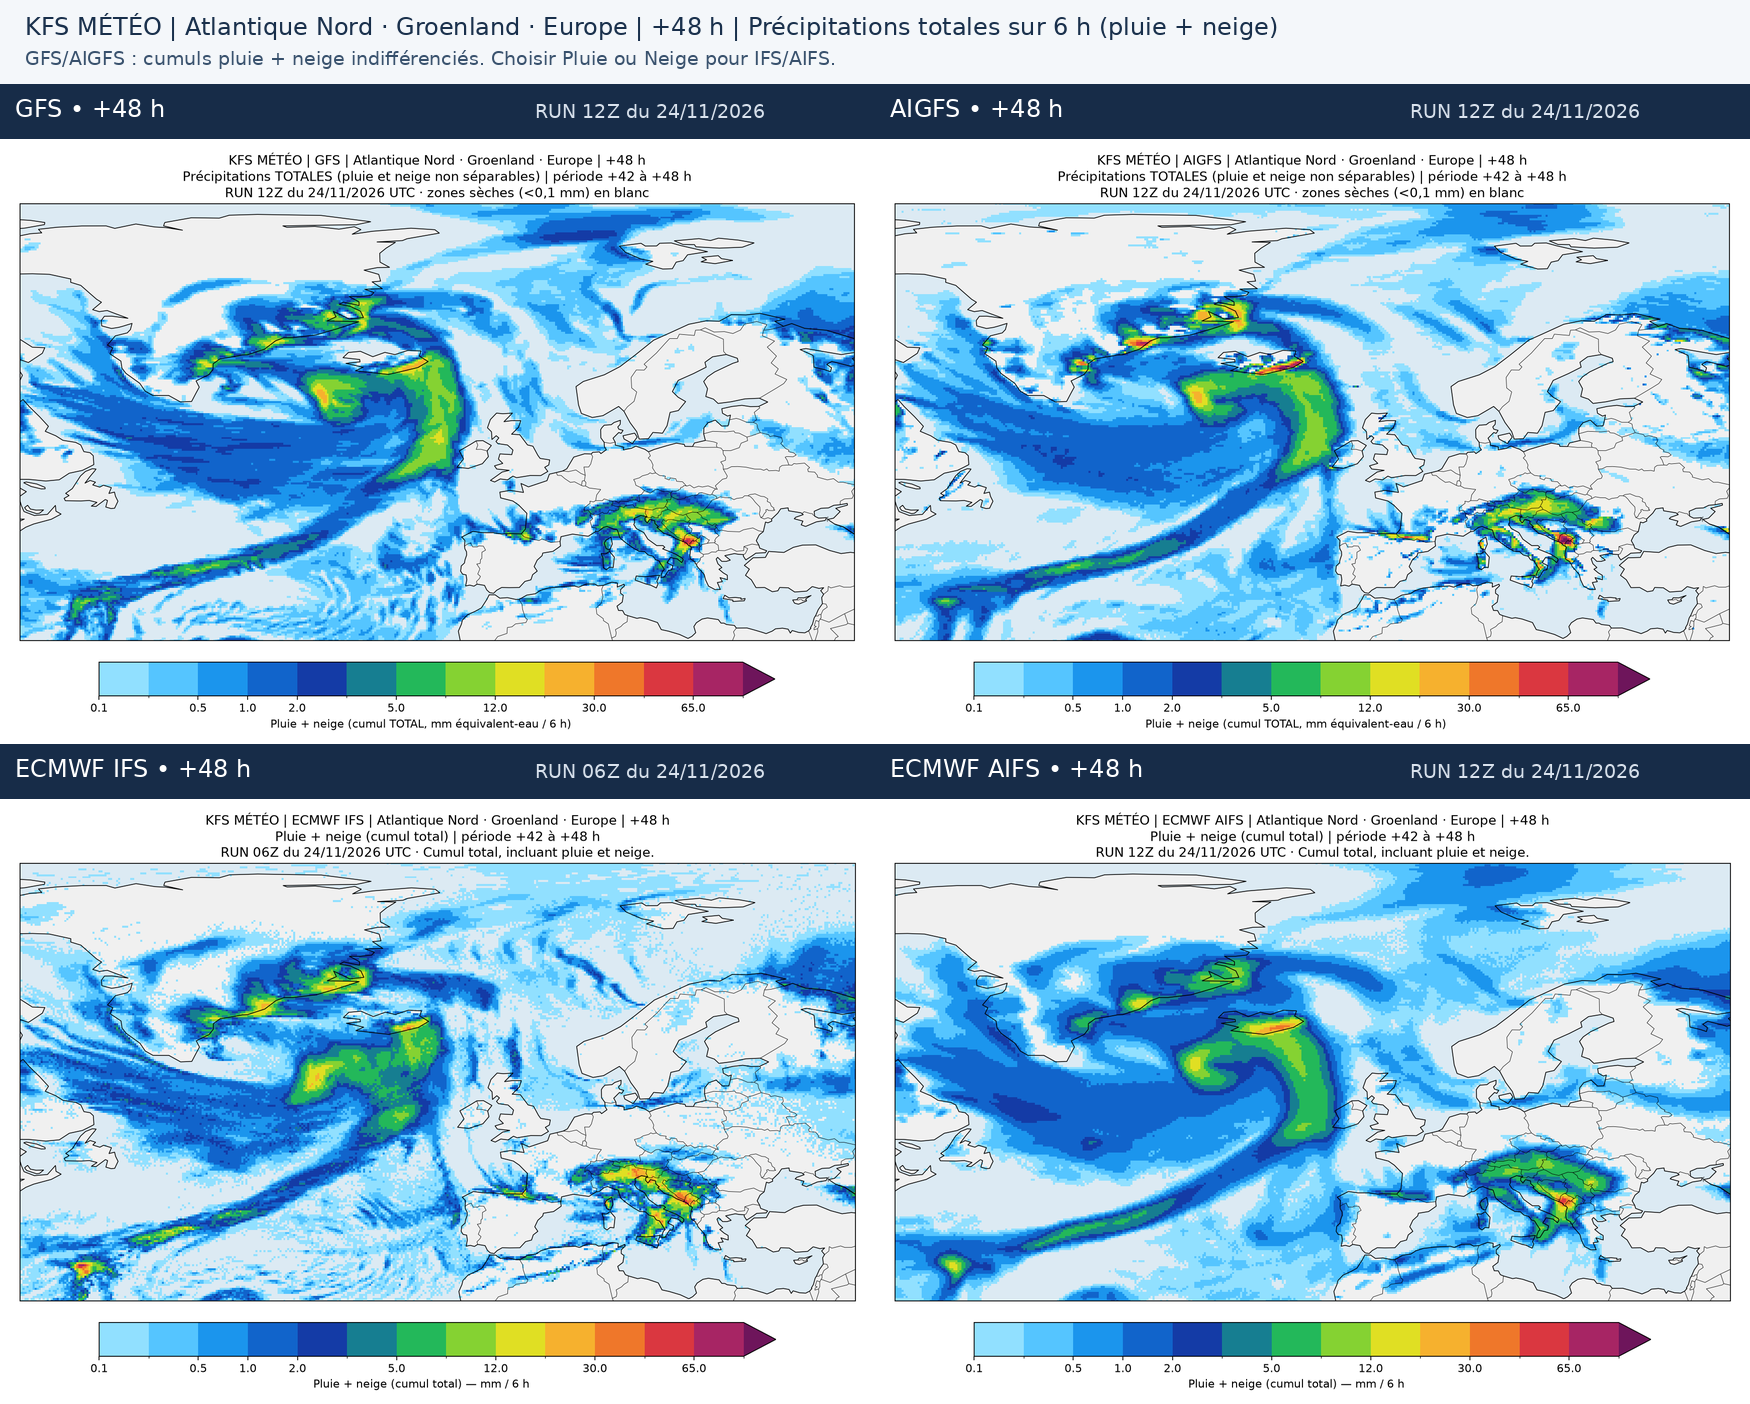 KFS MÉTÉO | Atlantique Nord · Groenland · Europe | +48 h | Précipitations totales sur 6 h (pluie + neige)
GFS/AIGFS : cumuls pluie + neige indifférenciés. Choisir Pluie ou Neige pour IFS/AIFS.
GFS • +48 h
RUN 12Z du 24/11/2026
AIGFS • +48 h
RUN 12Z du 24/11/2026
KFS MÉTÉO | GFS | Atlantique Nord · Groenland · Europe | +48 h
Précipitations TOTALES (pluie et neige non séparables) | période +42 à +48 h
RUN 12Z du 24/11/2026 UTC · zones sèches (<0,1 mm) en blanc
KFS MÉTÉO | AIGFS | Atlantique Nord · Groenland · Europe | +48 h
Précipitations TOTALES (pluie et neige non séparables) | période +42 à +48 h
RUN 12Z du 24/11/2026 UTC · zones sèches (<0,1 mm) en blanc
0.1 0.5 1.0 2.0 5.0 12.0 30.0 65.0
Pluie + neige (cumul TOTAL, mm équivalent-eau / 6 h)
0.1 0.5 1.0 2.0 5.0 12.0 30.0 65.0
Pluie + neige (cumul TOTAL, mm équivalent-eau / 6 h)
ECMWF IFS • +48 h
RUN 06Z du 24/11/2026
ECMWF AIFS • +48 h
RUN 12Z du 24/11/2026
KFS MÉTÉO | ECMWF IFS | Atlantique Nord · Groenland · Europe | +48 h
Pluie + neige (cumul total) | période +42 à +48 h
RUN 06Z du 24/11/2026 UTC · Cumul total, incluant pluie et neige.
KFS MÉTÉO | ECMWF AIFS | Atlantique Nord · Groenland · Europe | +48 h
Pluie + neige (cumul total) | période +42 à +48 h
RUN 12Z du 24/11/2026 UTC · Cumul total, incluant pluie et neige.
0.1 0.5 1.0 2.0 5.0 12.0 30.0 65.0
Pluie + neige (cumul total) — mm / 6 h
0.1 0.5 1.0 2.0 5.0 12.0 30.0 65.0
Pluie + neige (cumul total) — mm / 6 h